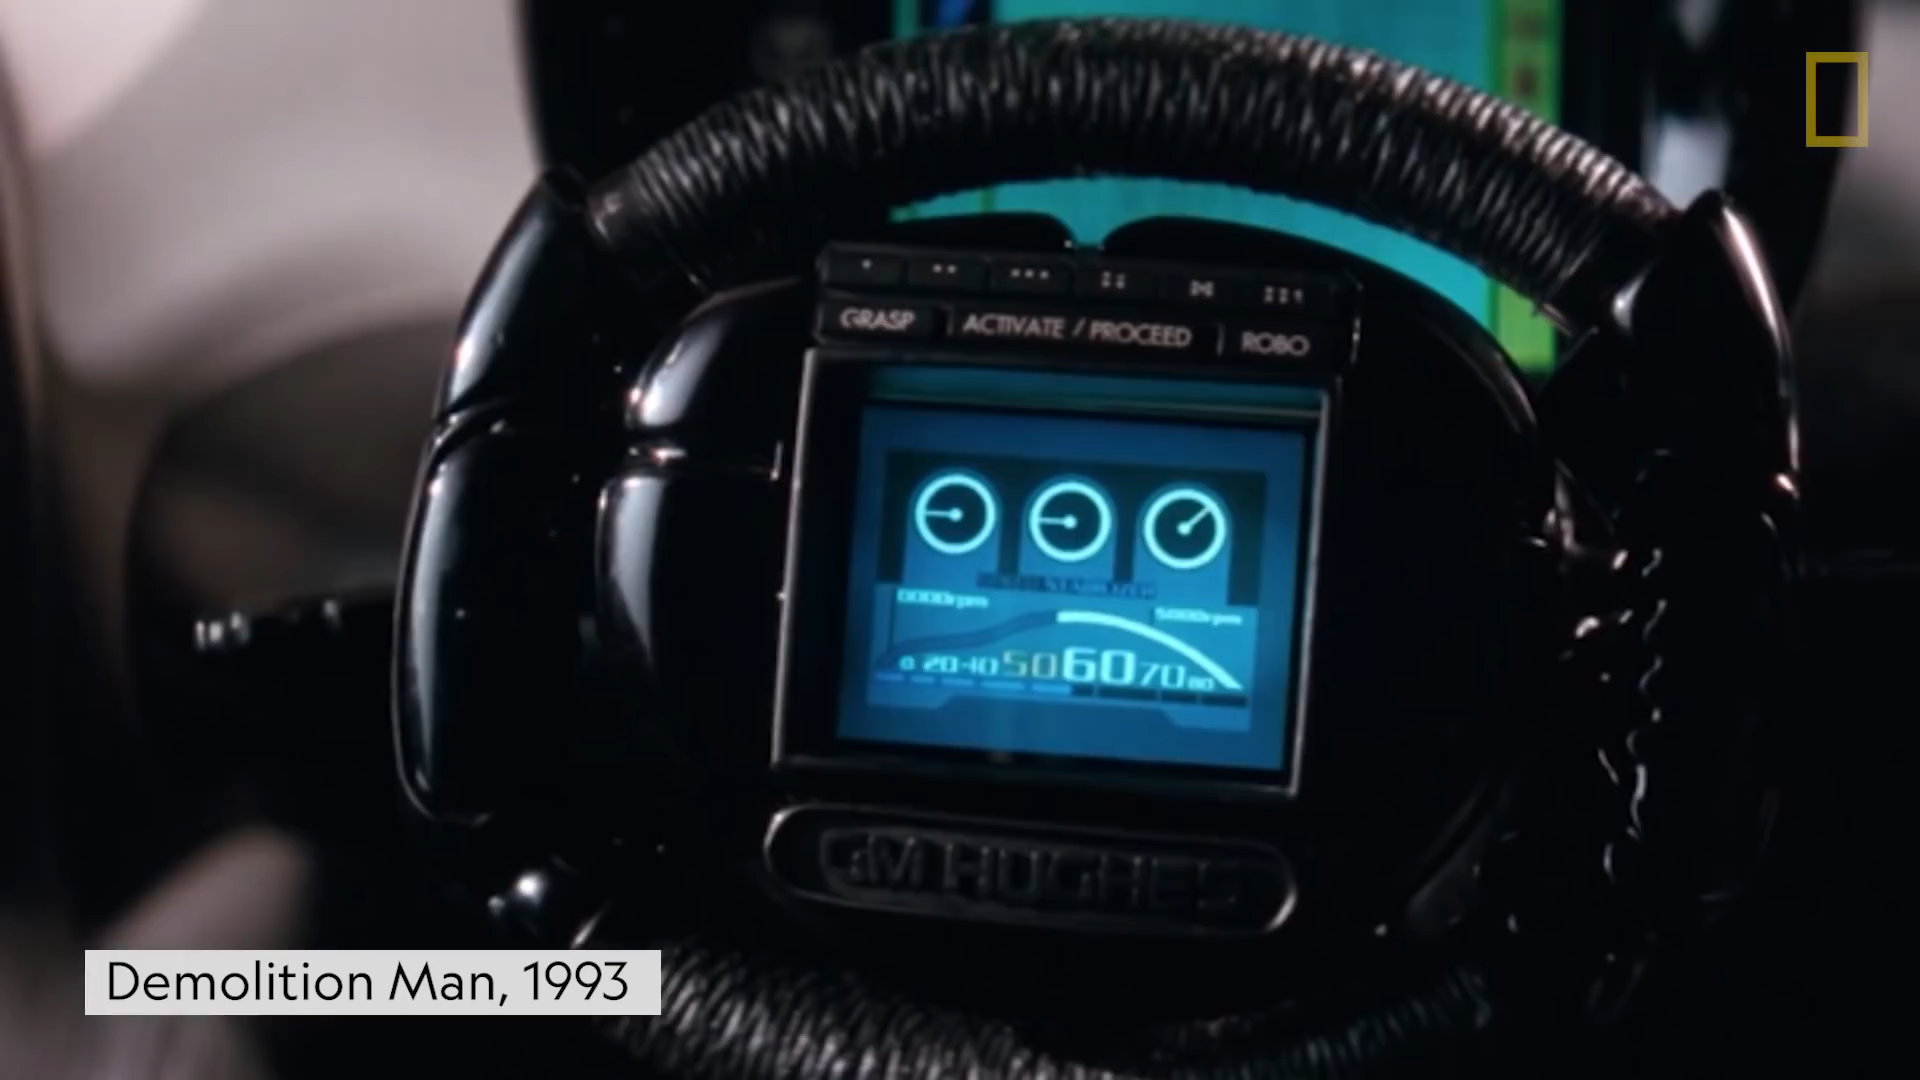 GRASP ACTIVATE / PROCEED ROBO
0000rpm 5000rpm
0 20 40 50 60 70 80
GM HUGHES
Demolition Man, 1993